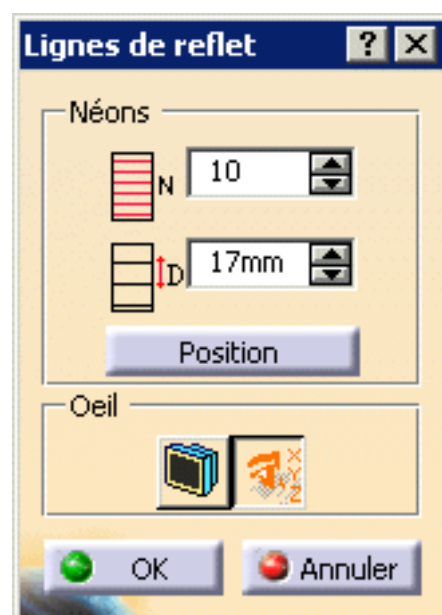 Lignes de reflet ? X
Néons
N 10
D 17mm
Position
Oeil
X
Y
Z
OK Annuler